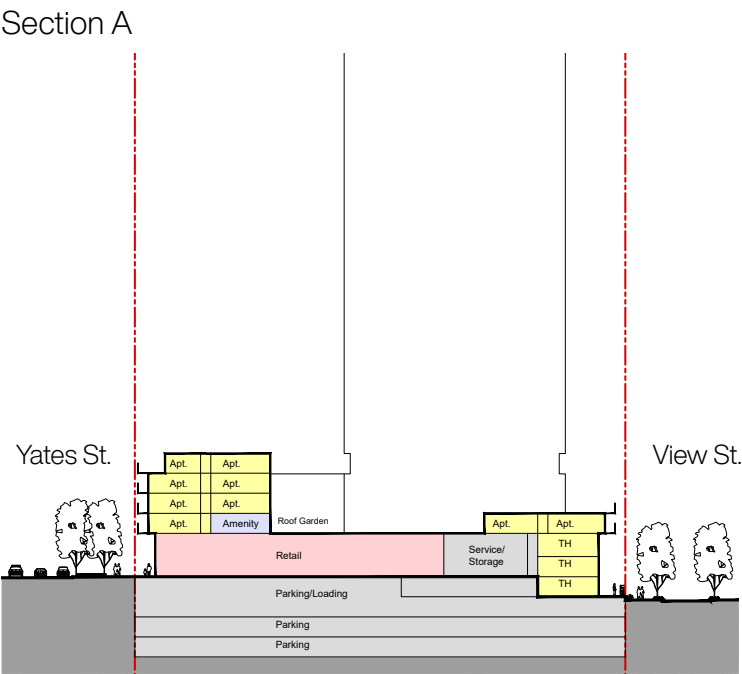 Section A
Yates St.
View St.
Apt. Apt.
Apt. Apt.
Apt. Apt.
Apt. Amenity Roof Garden Apt. Apt.
Retail
Service/
Storage
TH
TH
TH
Parking/Loading
Parking
Parking